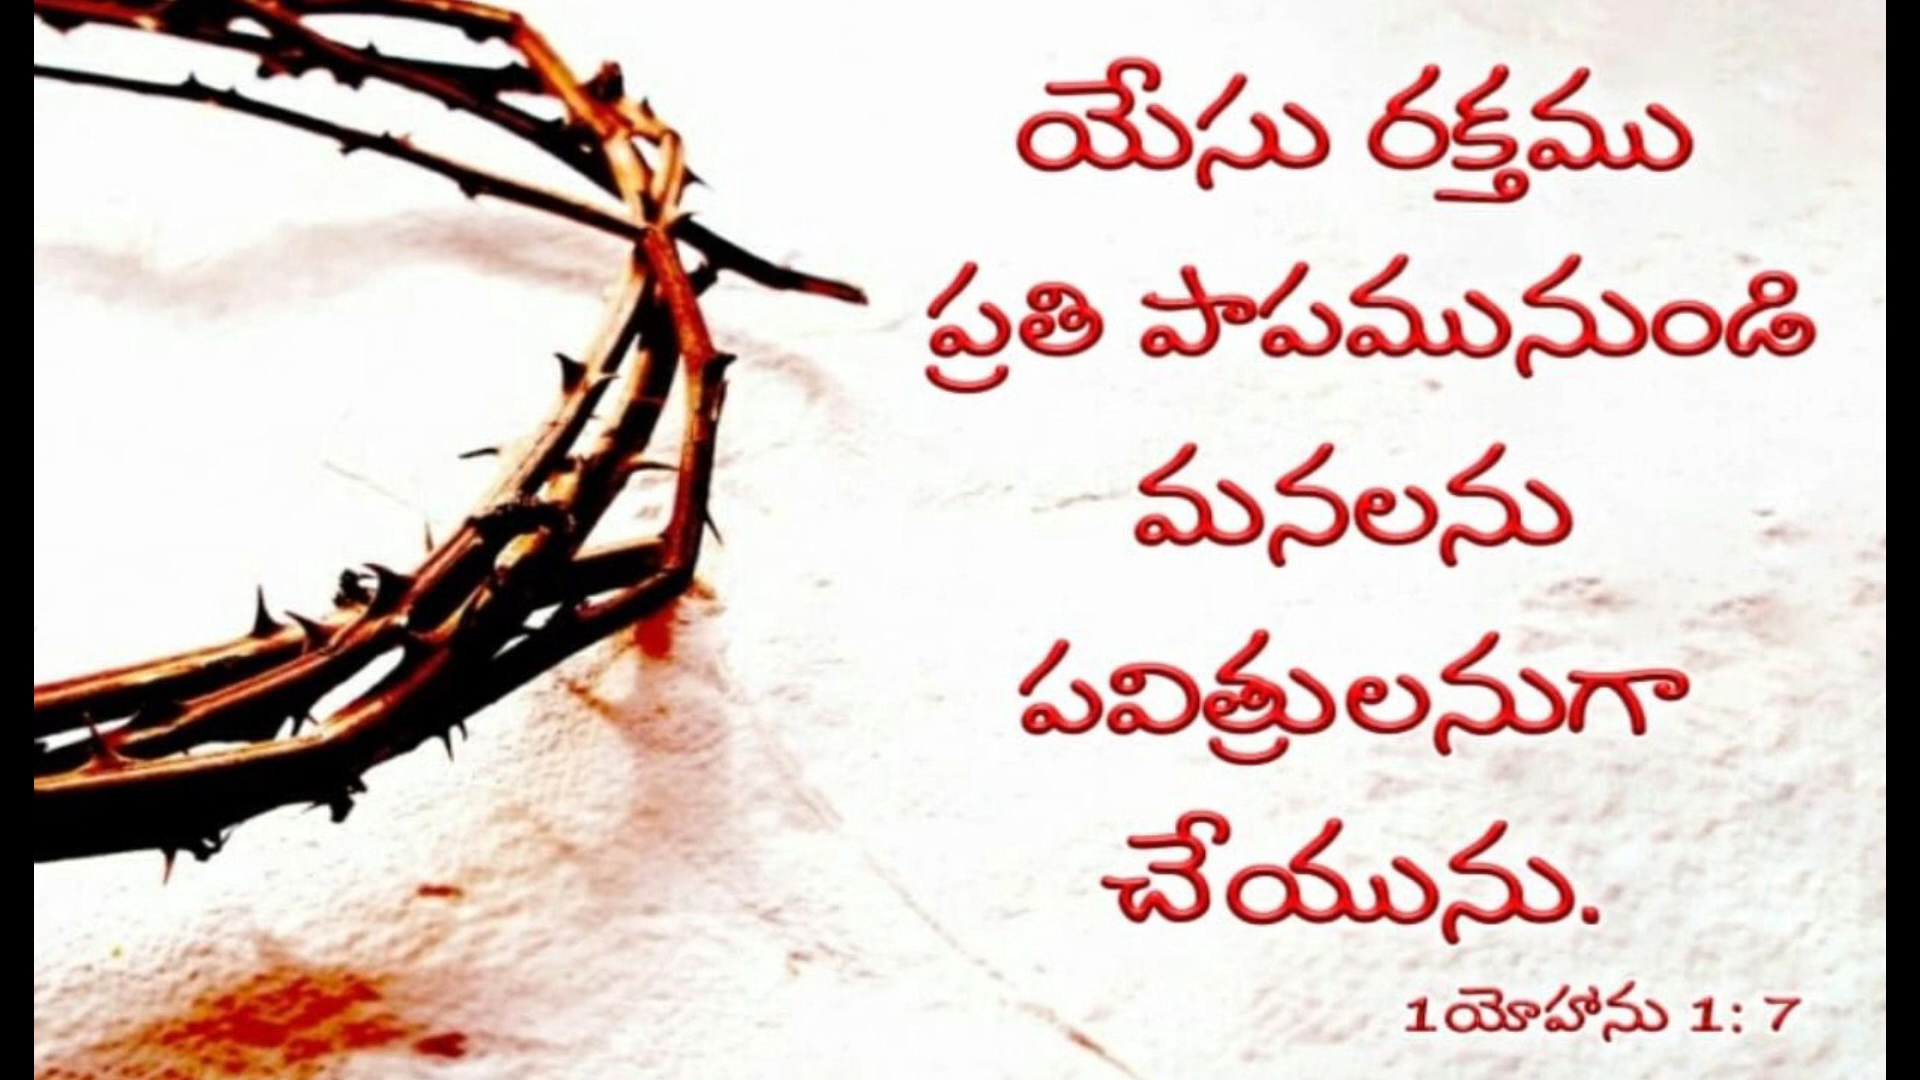 యేసు రక్తము
ప్రతి పాపమునుండి
మనలను
పవిత్రులనుగా
చేయును.
1యోహాను 1: 7